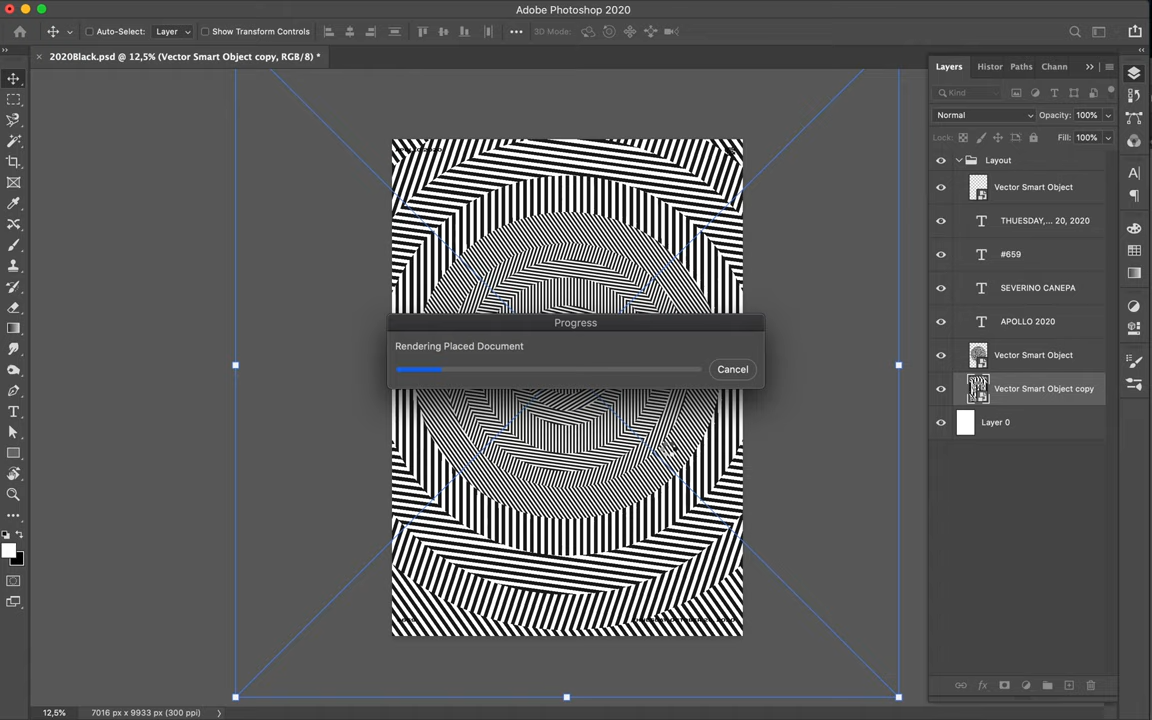 Adobe Photoshop 2020
Auto-Select: Layer Show Transform Controls 3D Mode:
2020Black.psd @ 12,5% (Vector Smart Object copy, RGB/8) *
Layers Histor Paths Chann
Kind
Normal Opacity: 100%
Lock: Fill: 100%
Layout
Vector Smart Object
THUESDAY,... 20, 2020
#659
SEVERINO CANEPA
APOLLO 2020
Vector Smart Object
Vector Smart Object copy
Layer 0
Progress
Rendering Placed Document
Cancel
12,5% 7016 px x 9933 px (300 ppi)